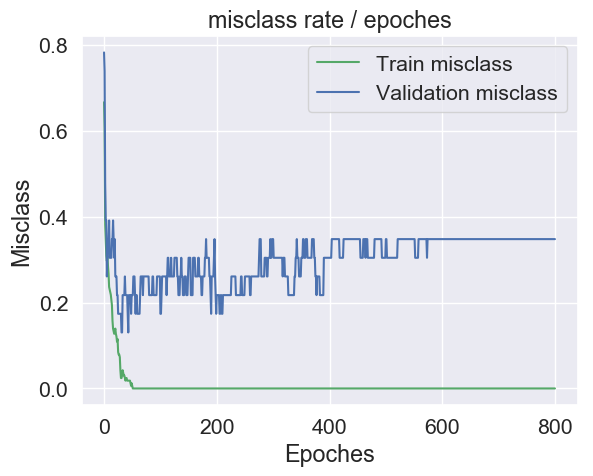 misclass rate / epoches
Train misclass
Validation misclass
Misclass
0.8
0.6
0.4
0.2
0.0
0
200
400
600
800
Epoches